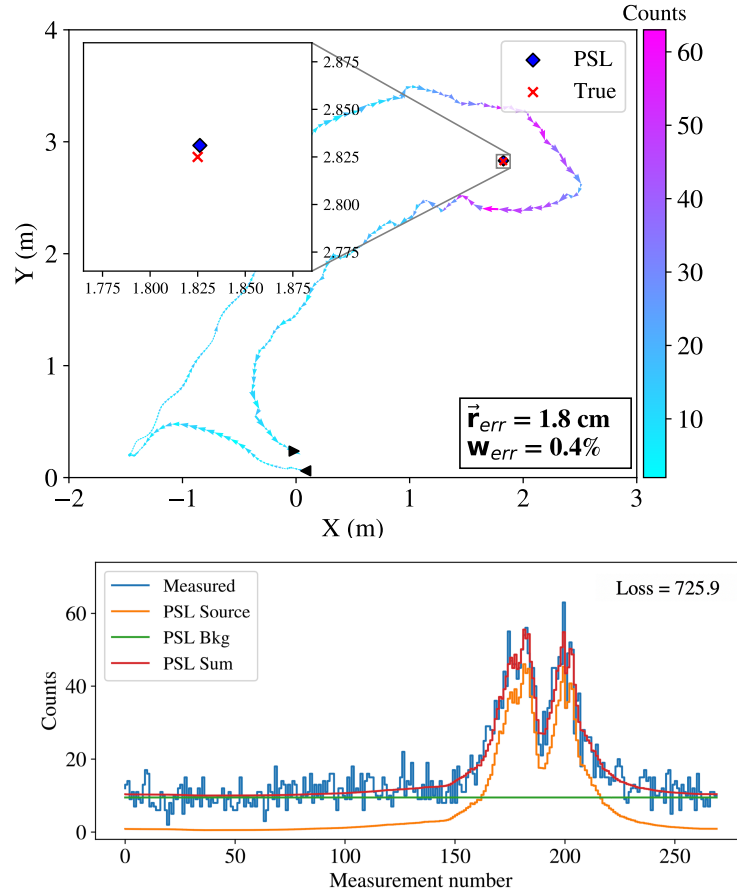 Counts
4
3
2
1
0
Y (m)
2.875
2.850
2.825
2.800
2.775
1.775 1.800 1.825 1.850 1.875
PSL
True
60
50
40
30
20
10
r⃗err = 1.8 cm
werr = 0.4%
−2 −1 0 1 2 3
X (m)
Measured
PSL Source
PSL Bkg
PSL Sum
Loss = 725.9
60
40
20
0
Counts
0 50 100 150 200 250
Measurement number